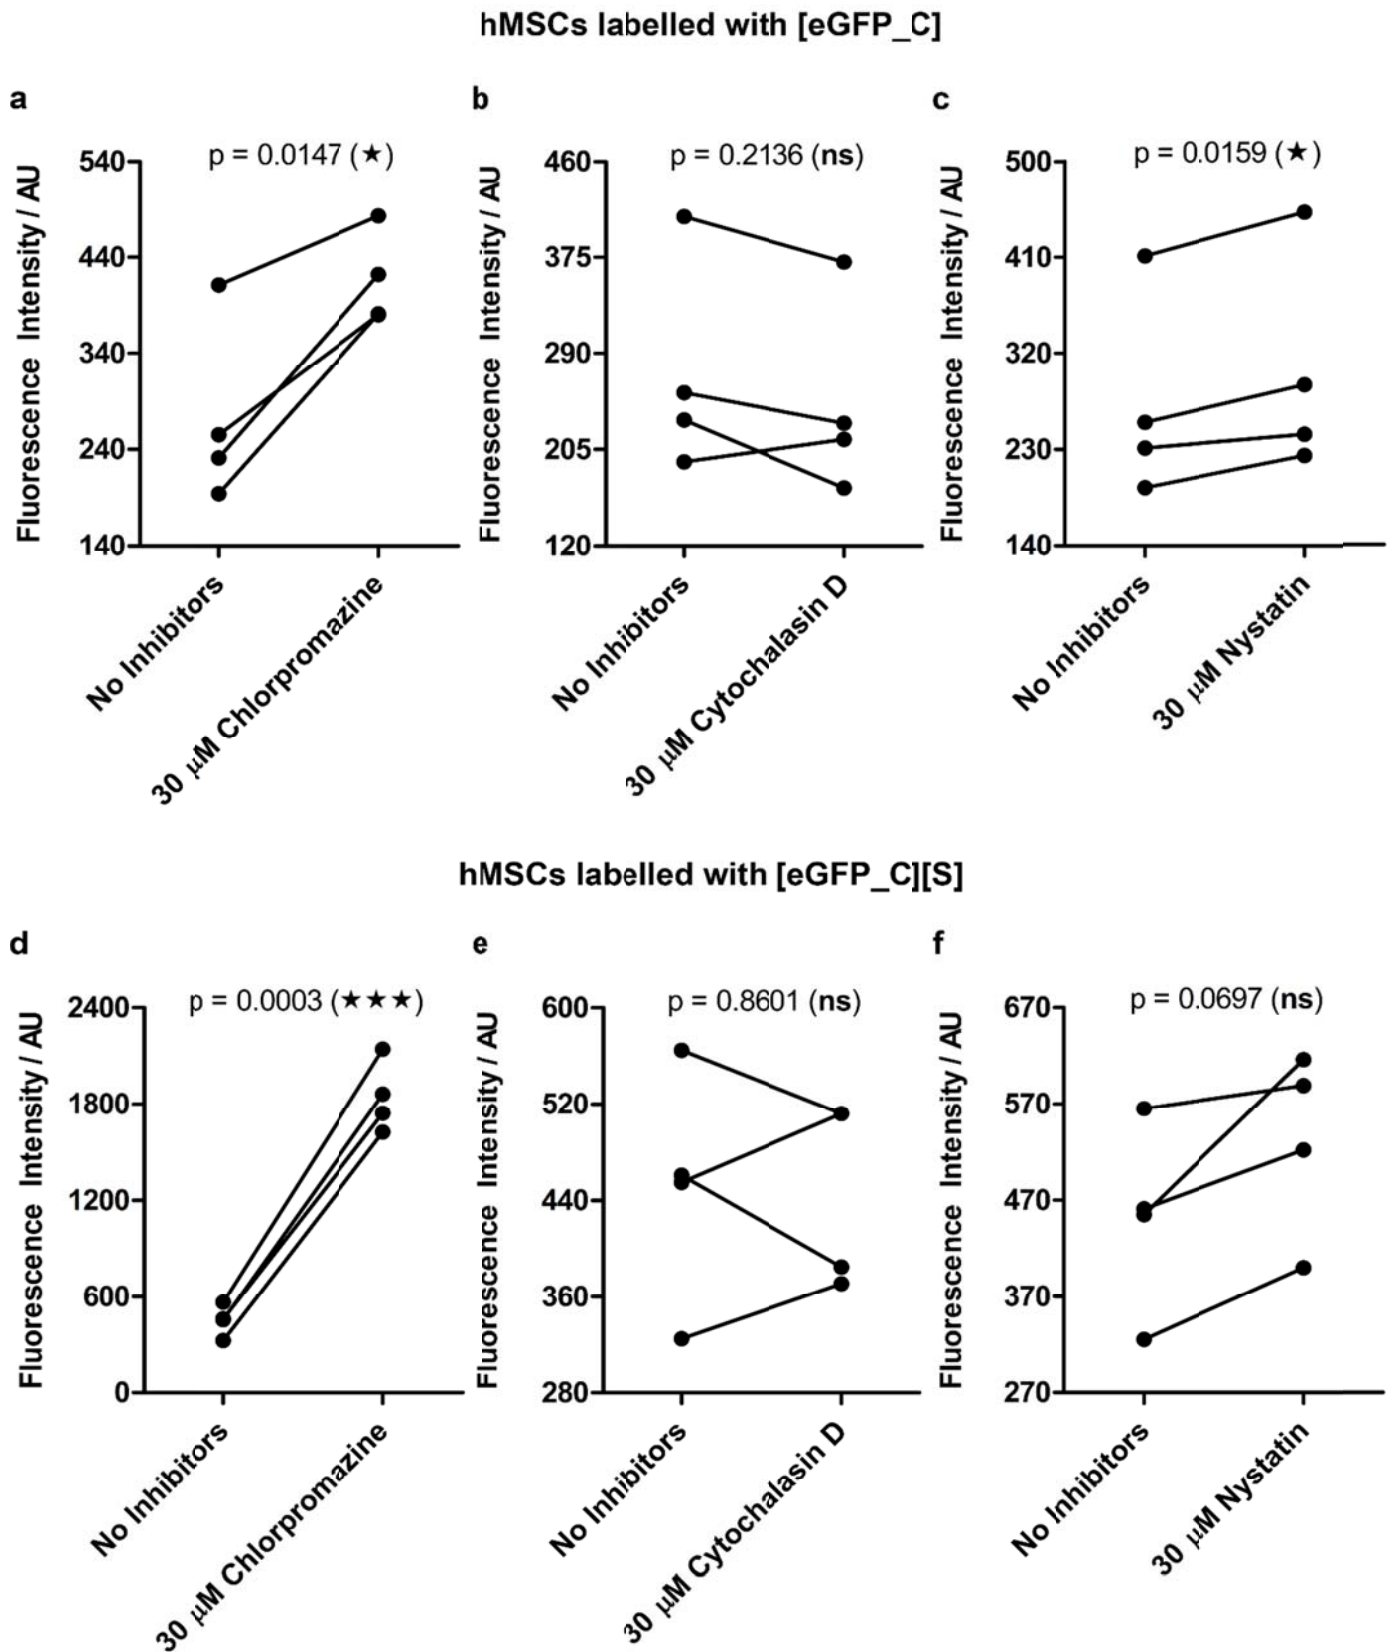 hMSCs labelled with [eGFP_C]
a
b
c
p = 0.0147 (★)
p = 0.2136 (ns)
p = 0.0159 (★)
Fluorescence Intensity / AU
540
440
340
240
140
No Inhibitors
30 μM Chlorpromazine
Fluorescence Intensity / AU
460
375
290
205
120
No Inhibitors
30 μM Cytochalasin D
Fluorescence Intensity / AU
500
410
320
230
140
No Inhibitors
30 μM Nystatin
hMSCs labelled with [eGFP_C][S]
d
e
f
p = 0.0003 (★★★)
p = 0.8601 (ns)
p = 0.0697 (ns)
Fluorescence Intensity / AU
2400
1800
1200
600
0
No Inhibitors
30 μM Chlorpromazine
Fluorescence Intensity / AU
600
520
440
360
280
No Inhibitors
30 μM Cytochalasin D
Fluorescence Intensity / AU
670
570
470
370
270
No Inhibitors
30 μM Nystatin